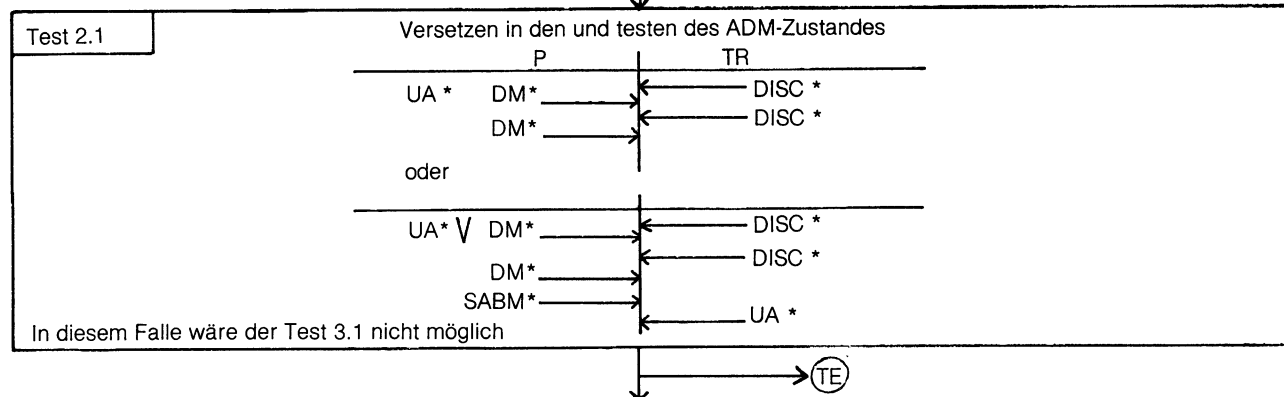 Test 2.1
Versetzen in den und testen des ADM-Zustandes
P TR
UA * DM* DISC *
DISC *
DM*
oder
UA* V DM* DISC *
DISC *
DM*
SABM*
UA *
In diesem Falle wäre der Test 3.1 nicht möglich
TE